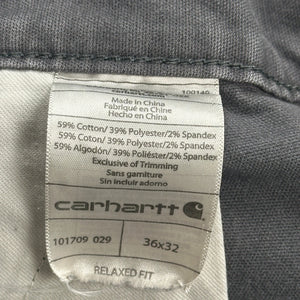 100140
Made in China
Fabriqué en Chine
Hecho en China
59% Cotton/ 39% Polyester/2% Spandex
59% Cotton/ 39% Polyester/2% Spandex
59% Algodón/ 39% Poliéster/2% Spandex
Exclusive of Trimming
Sans garniture
Sin incluir adorno
carhartt
101709 029
36x32
RELAXED FIT